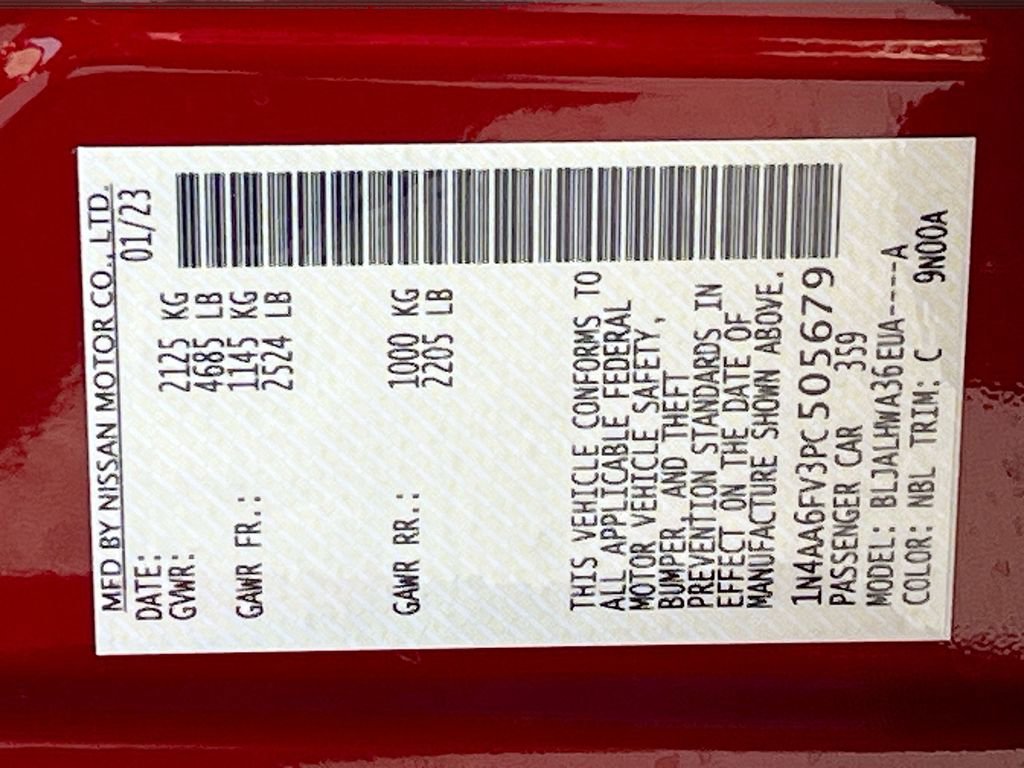 MFD BY NISSAN MOTOR CO., LTD.
DATE: 01/23
GVWR: 2125 KG
4685 LB
GAWR FR.: 1145 KG
2524 LB
GAWR RR.: 1000 KG
2205 LB
THIS VEHICLE CONFORMS TO
ALL APPLICABLE FEDERAL
MOTOR VEHICLE SAFETY,
BUMPER, AND THEFT
PREVENTION STANDARDS IN
EFFECT ON THE DATE OF
MANUFACTURE SHOWN ABOVE.
1N4AA6FV3PC505679
PASSENGER CAR 359
MODEL: BLJALHWA36EUA----A
COLOR: NBL TRIM: C 9N00A